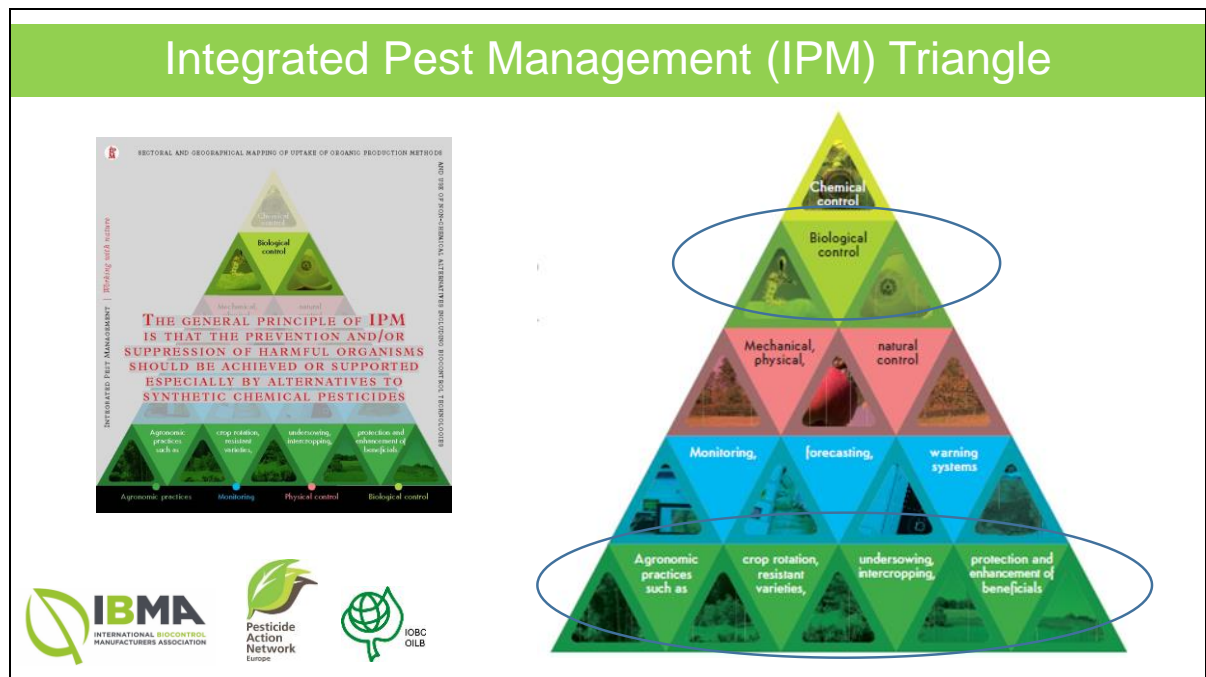 Integrated Pest Management (IPM) Triangle
SECTORAL AND GEOGRAPHICAL MAPPING OF UPTAKE OF ORGANIC PRODUCTION METHODS
AND USE OF NON-CHEMICAL ALTERNATIVES INCLUDING BIOCONTROL TECHNOLOGIES
INTEGRATED PEST MANAGEMENT | Working with nature
Chemical
control
Biological
control
Mechanical,
physical,
natural
control
THE GENERAL PRINCIPLE OF IPM
IS THAT THE PREVENTION AND/OR
SUPPRESSION OF HARMFUL ORGANISMS
SHOULD BE ACHIEVED OR SUPPORTED
ESPECIALLY BY ALTERNATIVES TO
SYNTHETIC CHEMICAL PESTICIDES
Agronomic
practices
such as
crop rotation,
resistant
varieties,
undersowing,
intercropping,
protection and
enhancement of
beneficials
Agronomic practices
Monitoring
Physical control
Biological control
Chemical
control
Biological
control
Mechanical,
physical,
natural
control
Monitoring,
forecasting,
warning
systems
Agronomic
practices
such as
crop rotation,
resistant
varieties,
undersowing,
intercropping,
protection and
enhancement of
beneficials
IBMA
INTERNATIONAL BIOCONTROL
MANUFACTURERS ASSOCIATION
Pesticide
Action
Network
Europe
IOBC
OILB